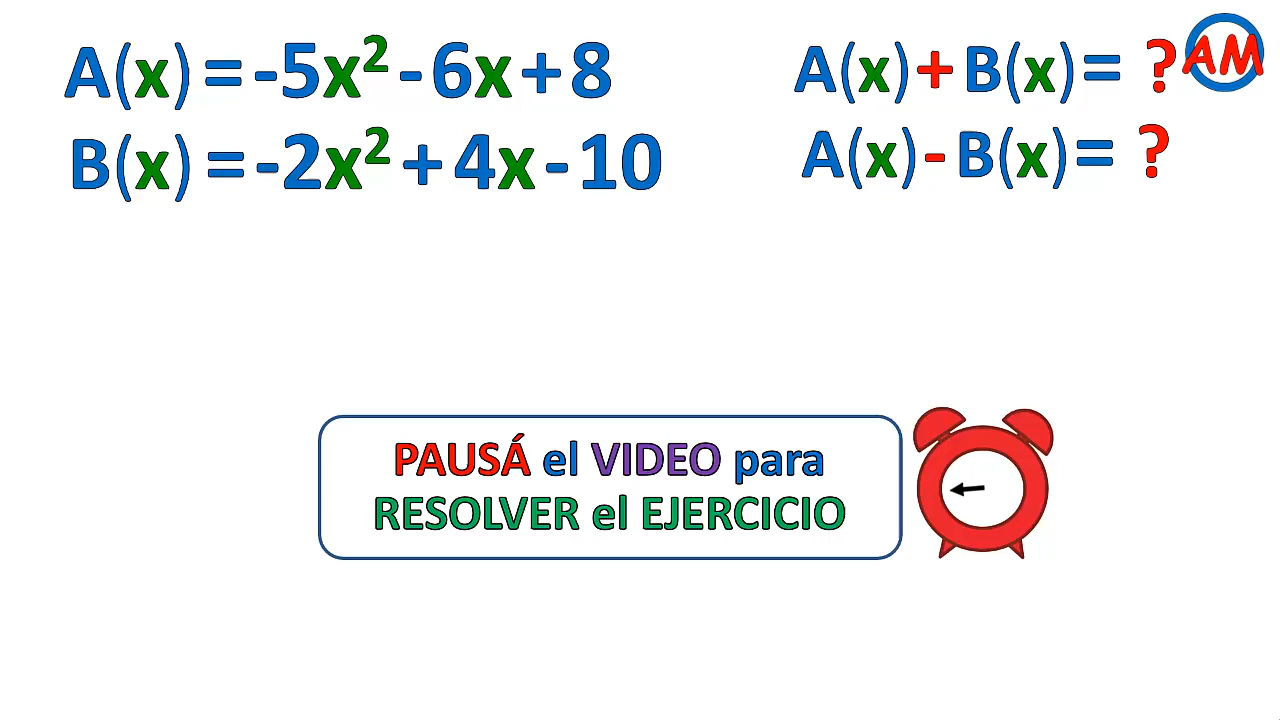 A(x) = -5x² - 6x + 8
B(x) = -2x² + 4x - 10
A(x) + B(x) = ?
A(x) - B(x) = ?
AM
PAUSÁ el VIDEO para
RESOLVER el EJERCICIO